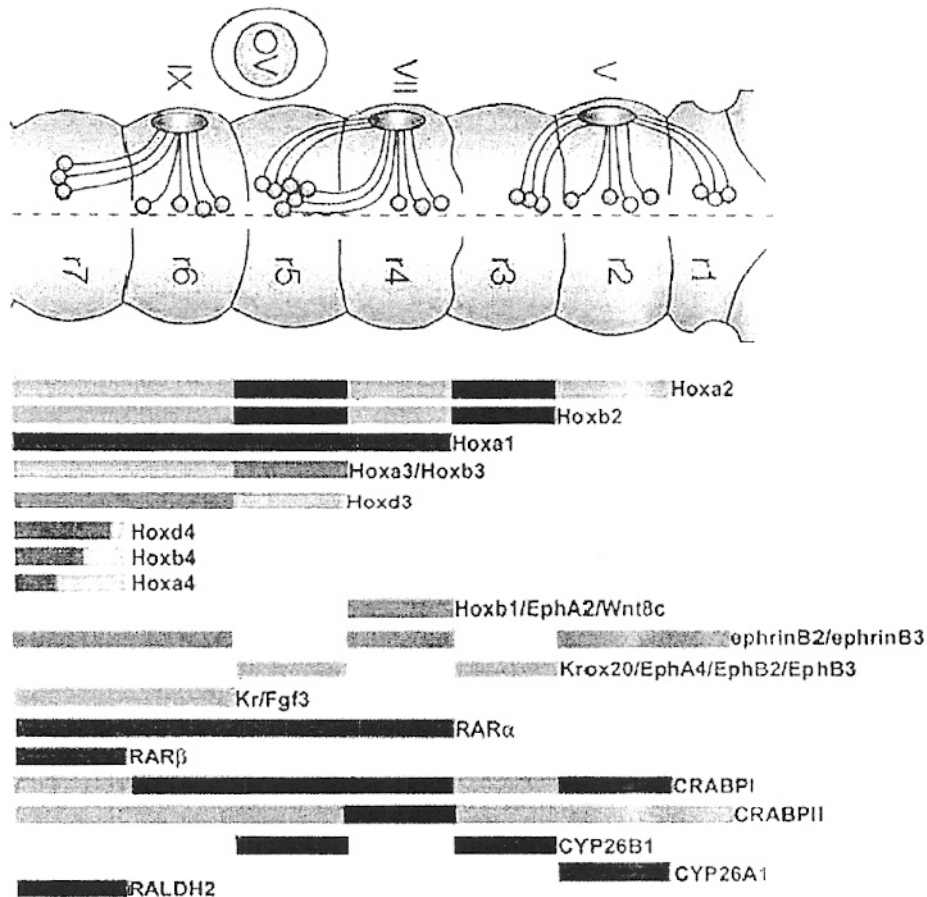 OV
IX
VII
V
r7
r6
r5
r4
r3
r2
r1
Hoxa2
Hoxb2
Hoxa1
Hoxa3/Hoxb3
Hoxd3
Hoxd4
Hoxb4
Hoxa4
Hoxb1/EphA2/Wnt8c
ephrinB2/ephrinB3
Krox20/EphA4/EphB2/EphB3
Kr/Fgf3
RARα
RARβ
CRABPI
CRABPII
CYP26B1
CYP26A1
RALDH2